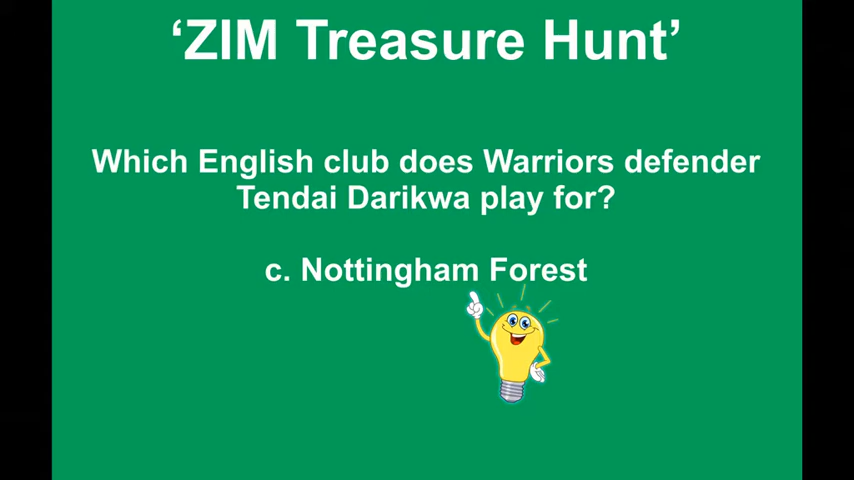 ‘ZIM Treasure Hunt’
Which English club does Warriors defender
Tendai Darikwa play for?
c. Nottingham Forest